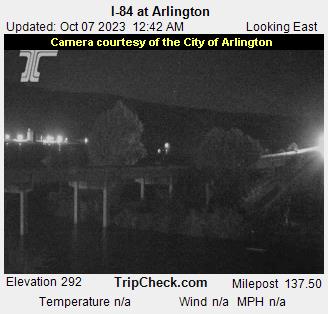 I-84 at Arlington
Updated: Oct 07 2023 12:42 AM Looking East
Camera courtesy of the City of Arlington
Elevation 292 TripCheck.com Milepost 137.50
Temperature n/a Wind n/a MPH n/a